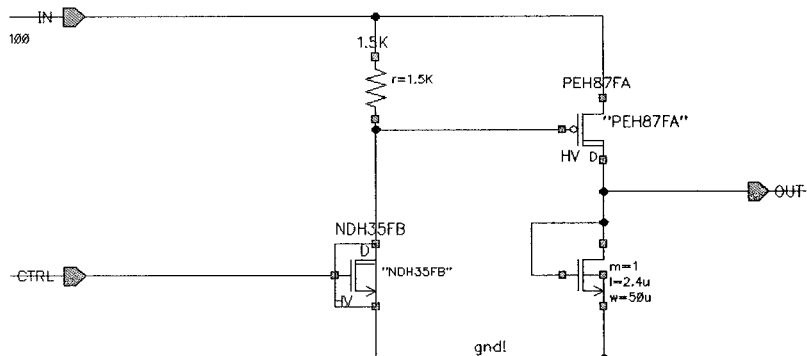 IN
100
1.5K
r=1.5K
PEH87FA
"PEH87FA"
HV D
OUT
NDH35FB
D
"NDH35FB"
HV
CTRL
m=1
l=2.4u
w=50u
gnd!